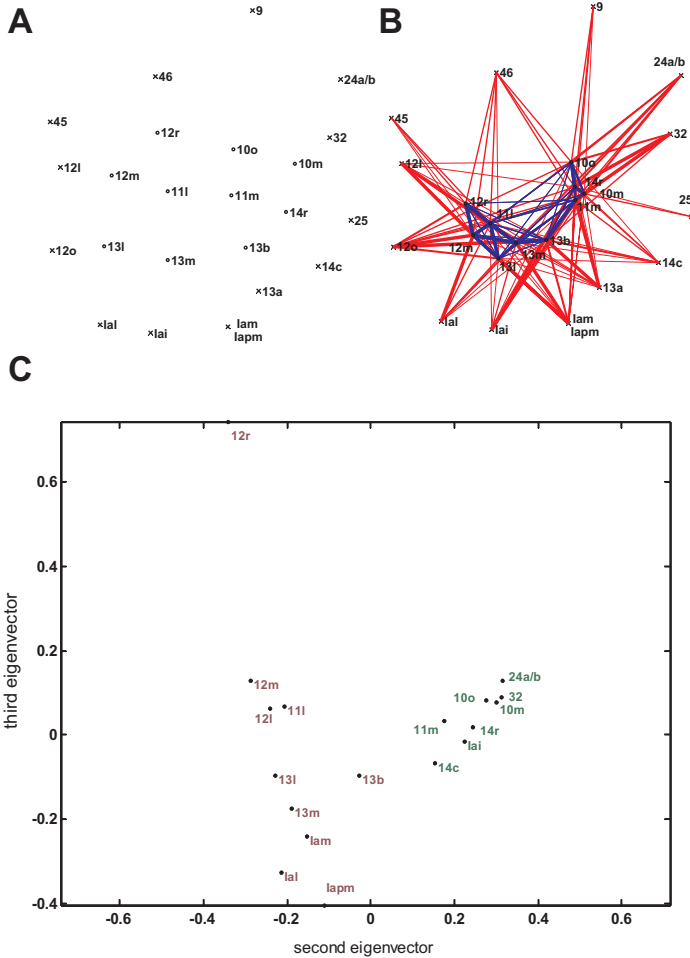 A
9
46
24a/b
45
12r
10o
32
12l
12m
10m
11l
11m
14r
25
12o
13l
13m
13b
14c
13a
Ial
Iai
Iam
Iapm
B
9
46
24a/b
45
32
12l
10o
14r
10m
12r
11m
25
11l
13b
12o
12m
13m
13l
14c
13a
Ial
Iai
Iam
Iapm
C
12r
0.6
0.4
0.2
0
-0.2
-0.4
third eigenvector
24a/b
12m
10o
32
10m
12l
11l
11m
14r
Iai
14c
13l
13b
13m
Iam
Ial
Iapm
-0.6
-0.4
-0.2
0
0.2
0.4
0.6
second eigenvector